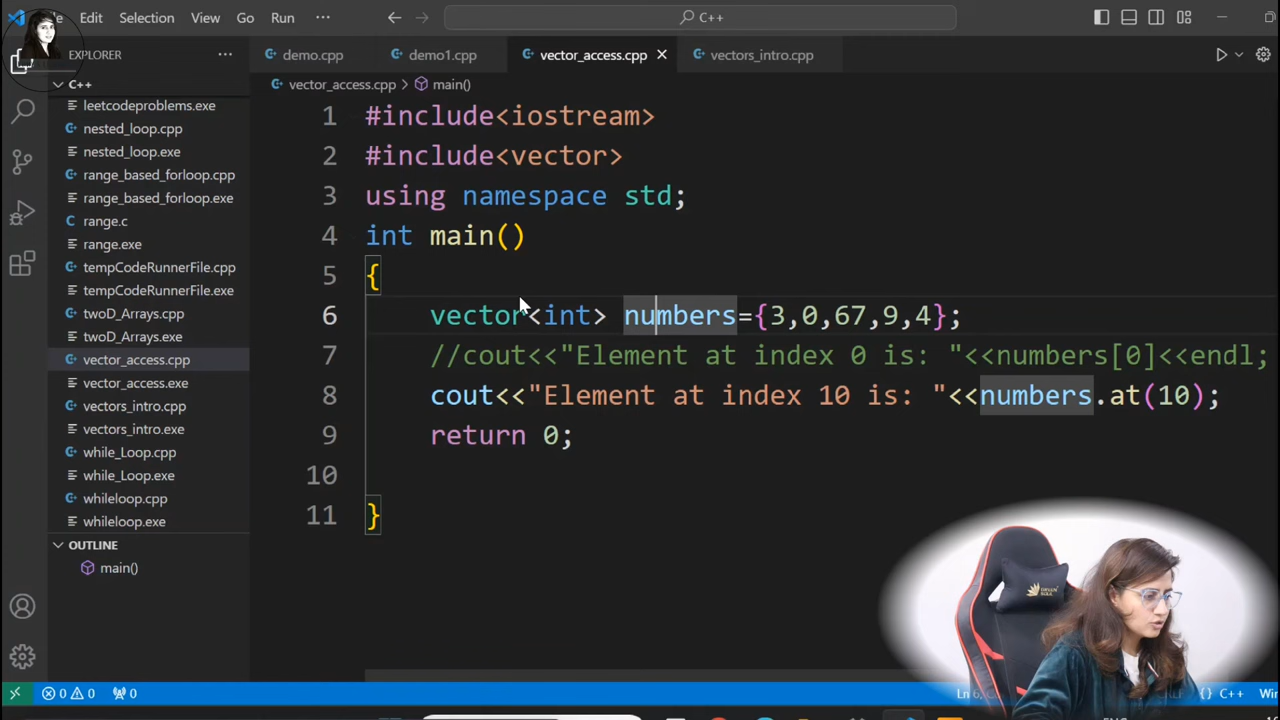 Edit Selection View Go Run ··· C++
EXPLORER ···
demo.cpp demo1.cpp vector_access.cpp vectors_intro.cpp
C++
vector_access.cpp > main()
leetcodeproblems.exe
nested_loop.cpp
nested_loop.exe
range_based_forloop.cpp
range_based_forloop.exe
range.c
range.exe
tempCodeRunnerFile.cpp
tempCodeRunnerFile.exe
twoD_Arrays.cpp
twoD_Arrays.exe
vector_access.cpp
vector_access.exe
vectors_intro.cpp
vectors_intro.exe
while_Loop.cpp
while_Loop.exe
whileloop.cpp
whileloop.exe
OUTLINE
main()
1 #include<iostream>
2 #include<vector>
3 using namespace std;
4 int main()
5 {
6 vector<int> numbers={3,0,67,9,4};
7 //cout<<"Element at index 0 is: "<<numbers[0]<<endl;
8 cout<<"Element at index 10 is: "<<numbers.at(10);
9 return 0;
10
11 }
0 0 0 Ln 6, LF {} C++ Win